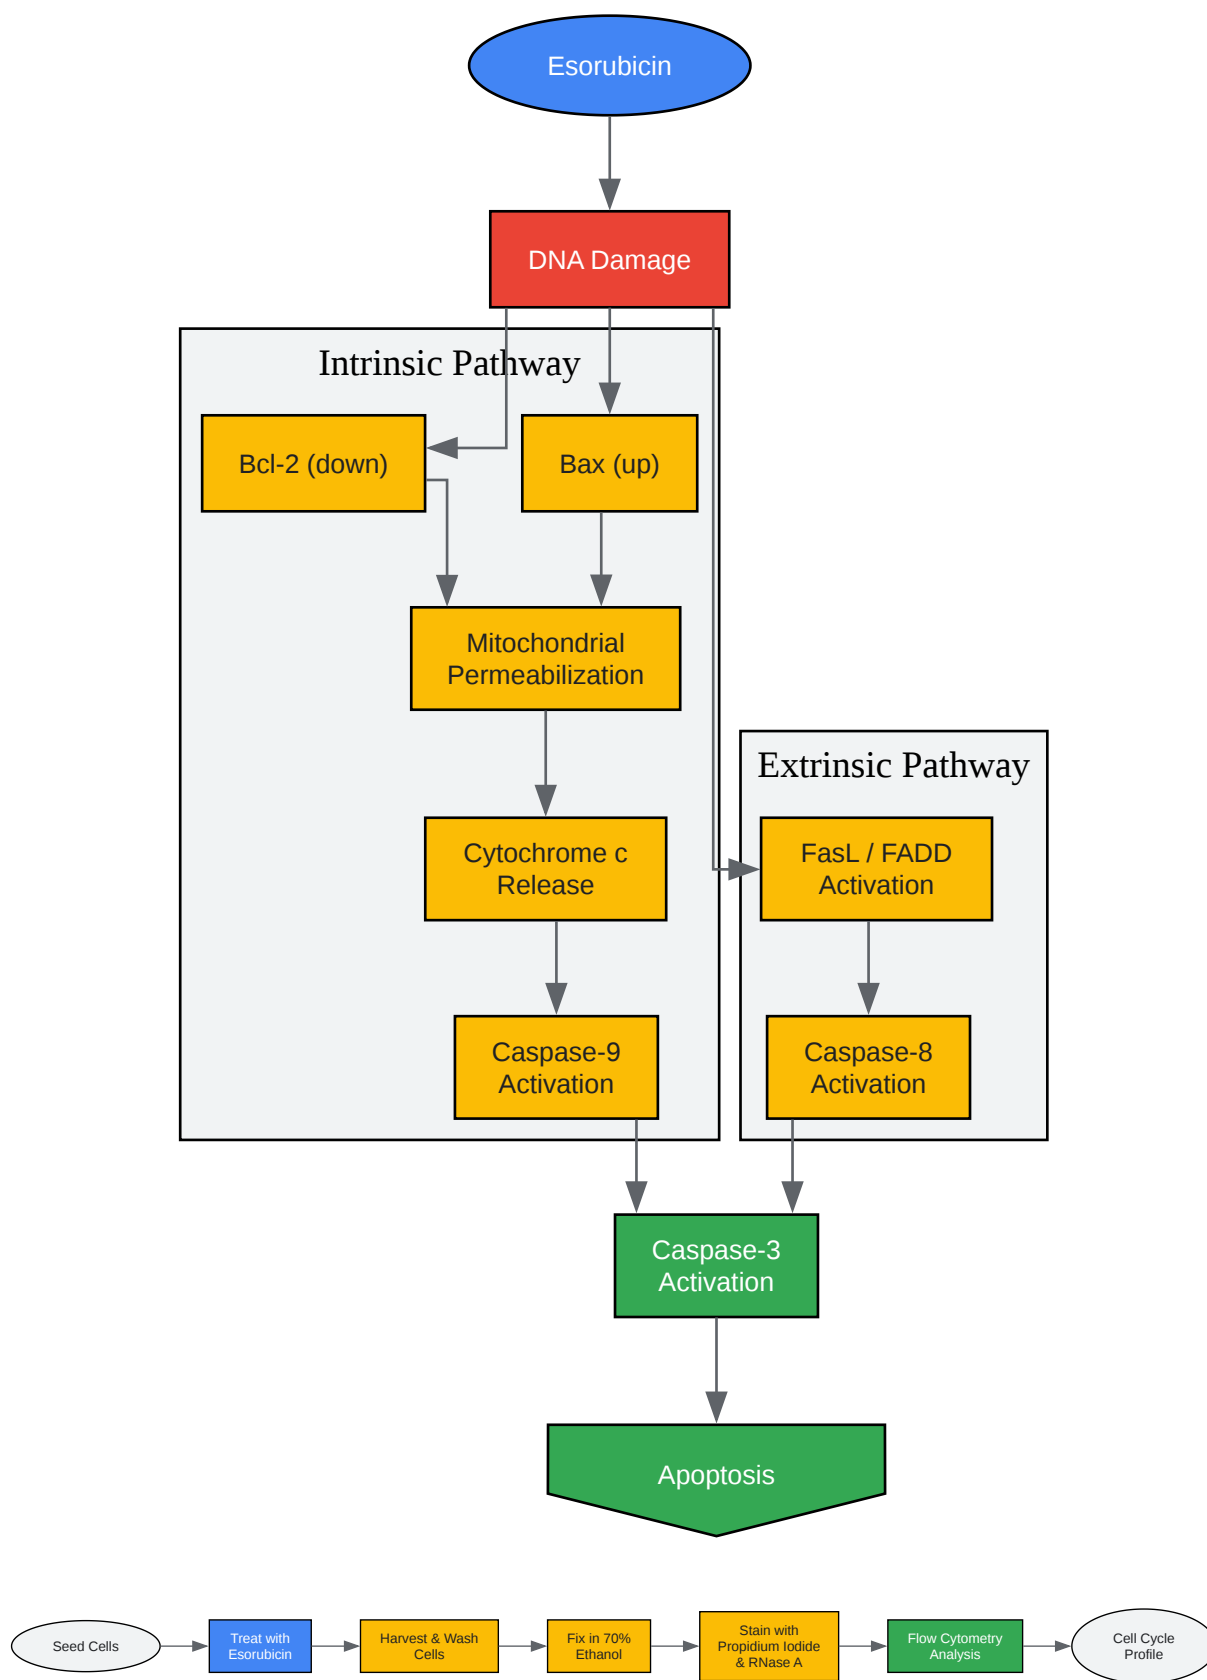 Esorubicin
DNA Damage
Intrinsic Pathway
Bcl-2 (down)
Bax (up)
Mitochondrial
Permeabilization
Extrinsic Pathway
Cytochrome c
Release
FasL / FADD
Activation
Caspase-9
Activation
Caspase-8
Activation
Caspase-3
Activation
Apoptosis
Seed Cells
Treat with
Esorubicin
Harvest & Wash
Cells
Fix in 70%
Ethanol
Stain with
Propidium Iodide
& RNase A
Flow Cytometry
Analysis
Cell Cycle
Profile